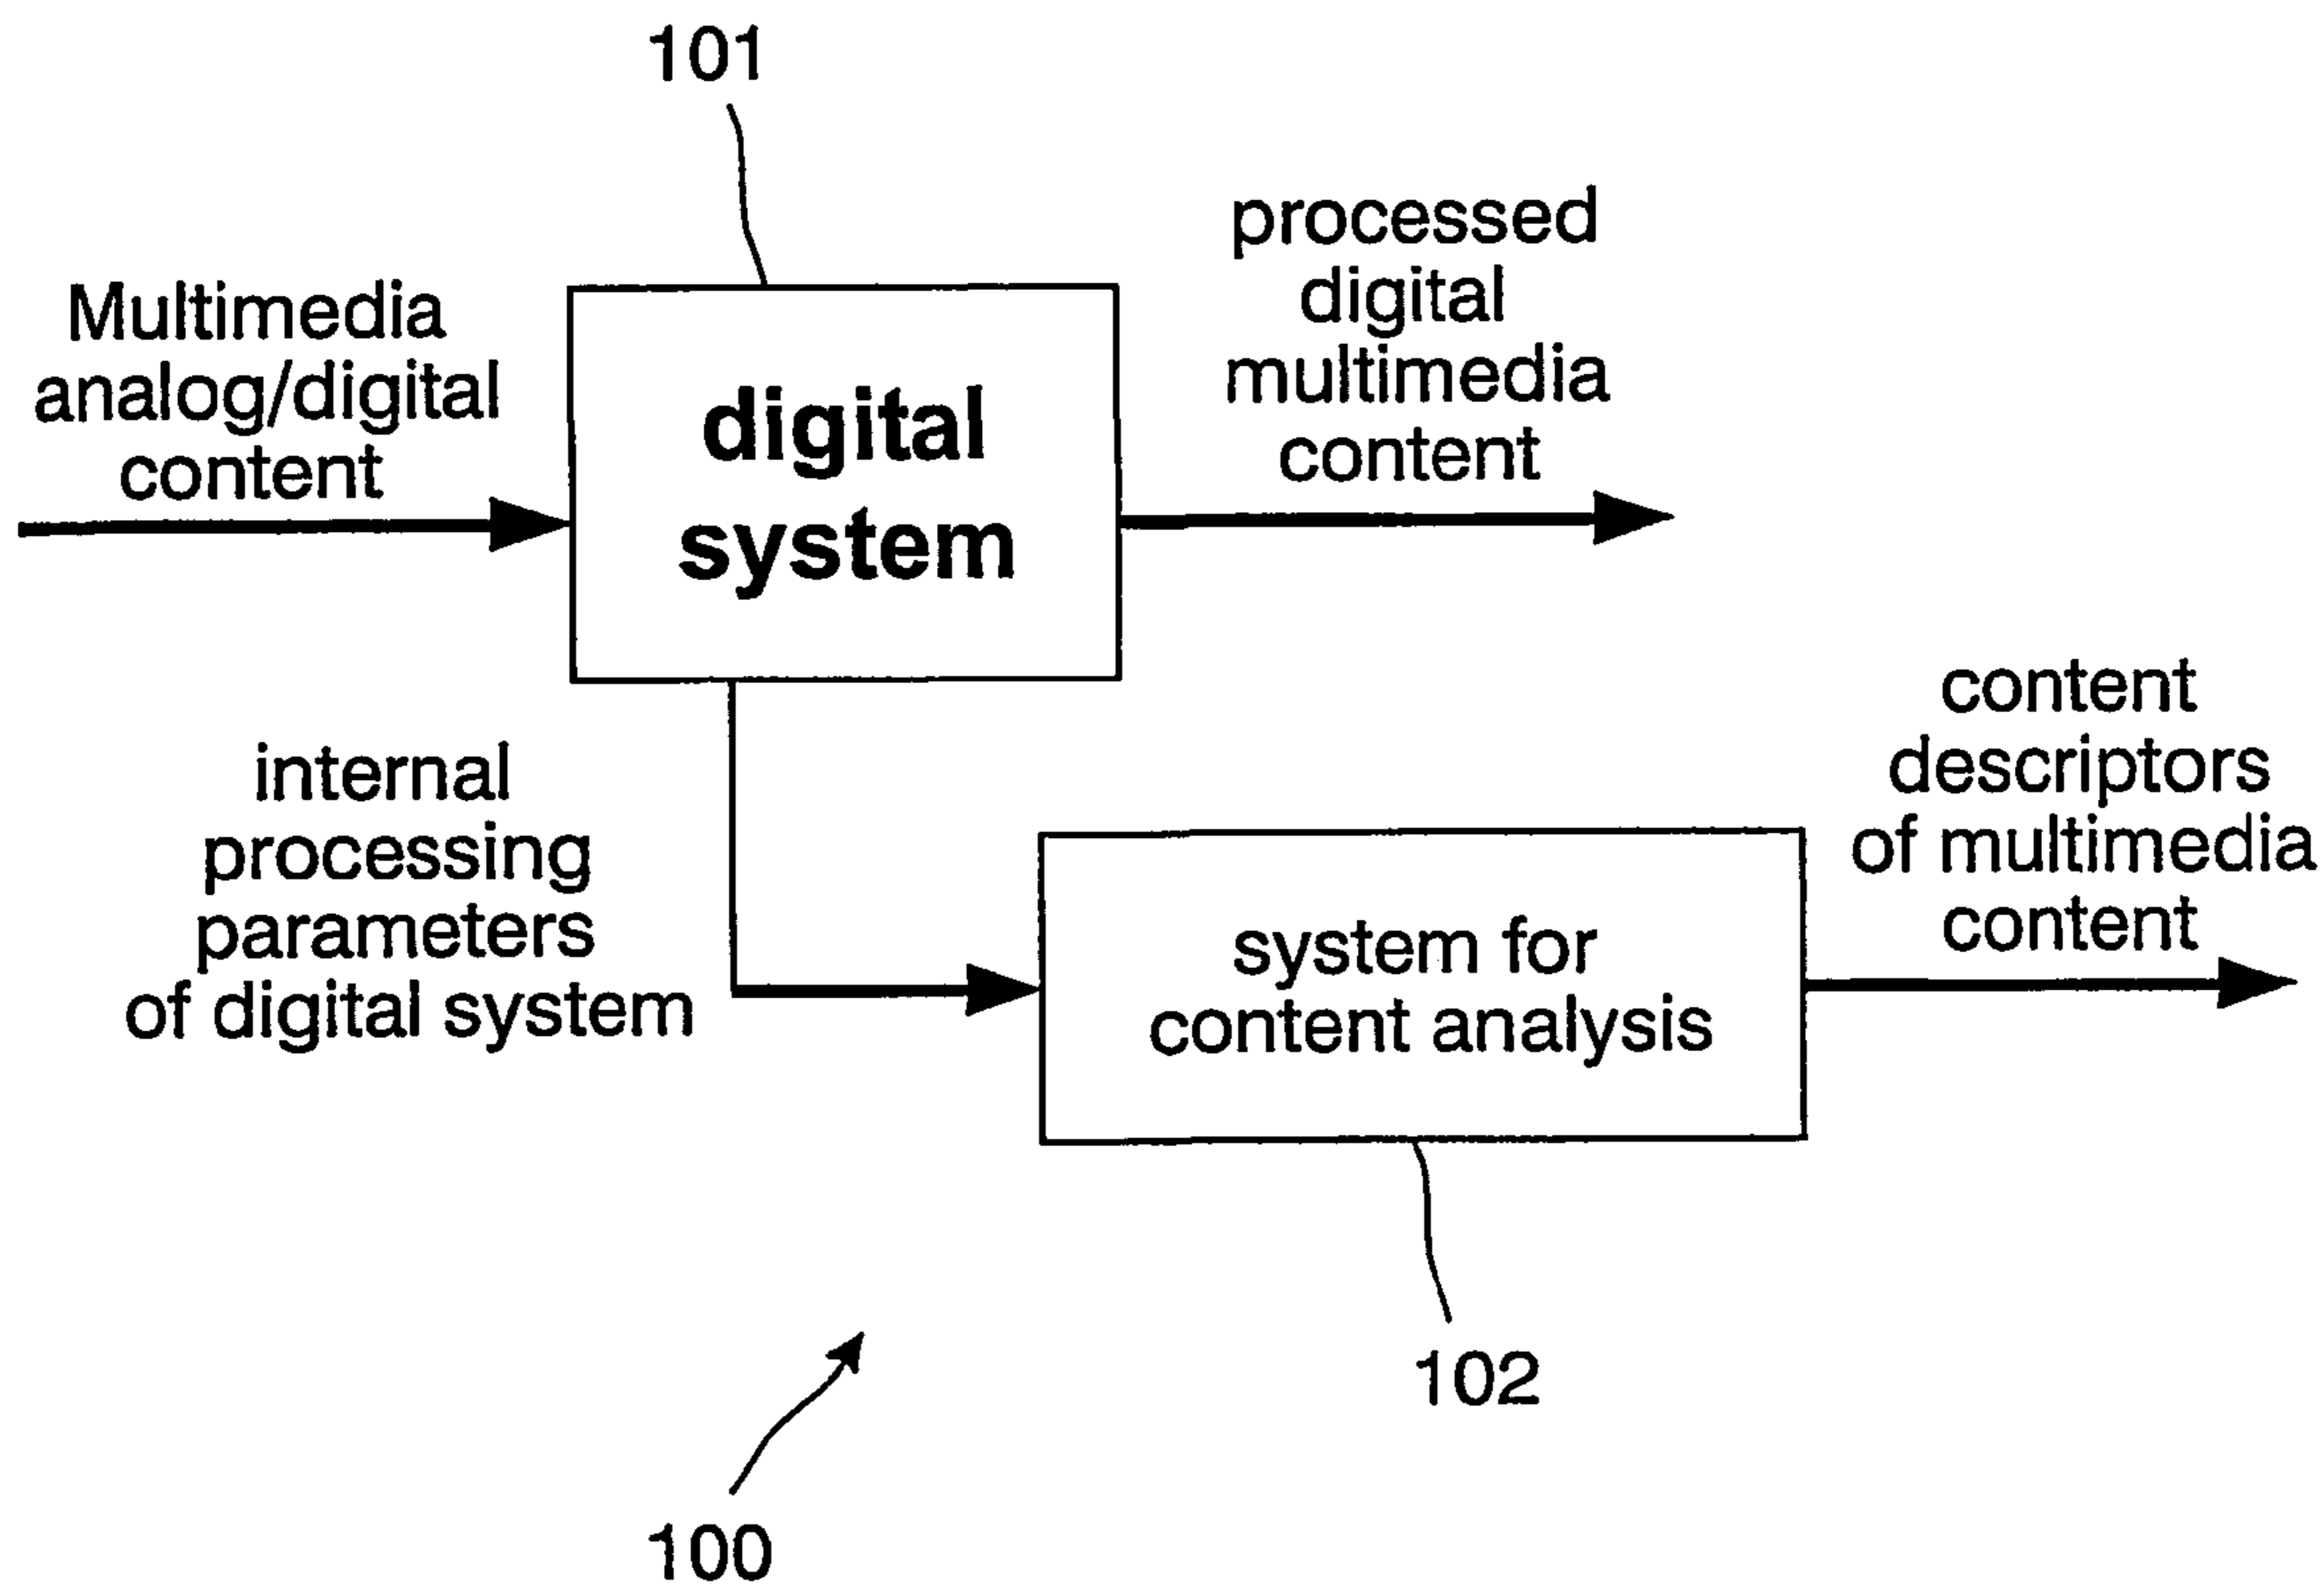 101
Multimedia
analog/digital
content
digital
system
processed
digital
multimedia
content
internal
processing
parameters
of digital system
system for
content analysis
content
descriptors
of multimedia
content
102
100